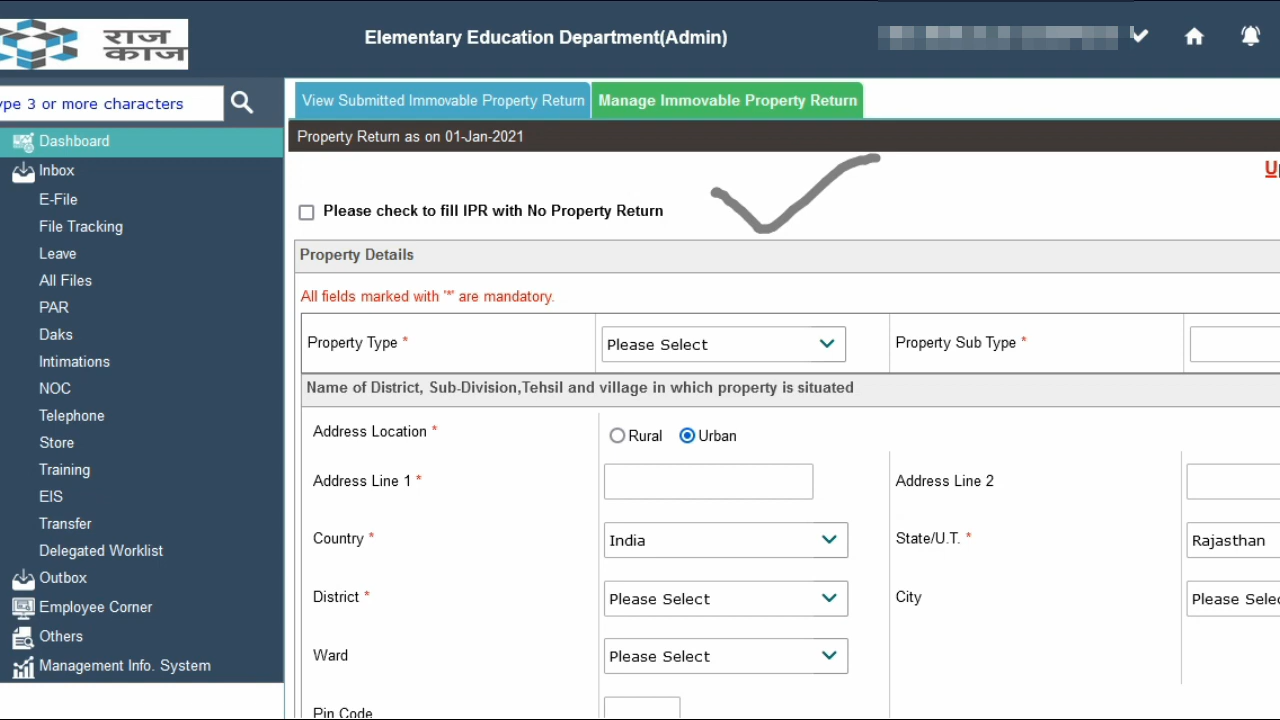 राज
काज
Elementary Education Department(Admin)
ype 3 or more characters
View Submitted Immovable Property Return
Manage Immovable Property Return
Dashboard
Property Return as on 01-Jan-2021
Inbox
E-File
Please check to fill IPR with No Property Return
File Tracking
Leave
Property Details
All Files
All fields marked with '*' are mandatory.
PAR
Daks
Property Type *
Please Select
Property Sub Type *
Intimations
NOC
Name of District, Sub-Division,Tehsil and village in which property is situated
Telephone
Address Location *
Rural
Urban
Store
Training
Address Line 1 *
Address Line 2
EIS
Transfer
Country *
India
State/U.T. *
Rajasthan
Delegated Worklist
Outbox
District *
Please Select
City
Please Selec
Employee Corner
Others
Ward
Please Select
Management Info. System
Pin Code